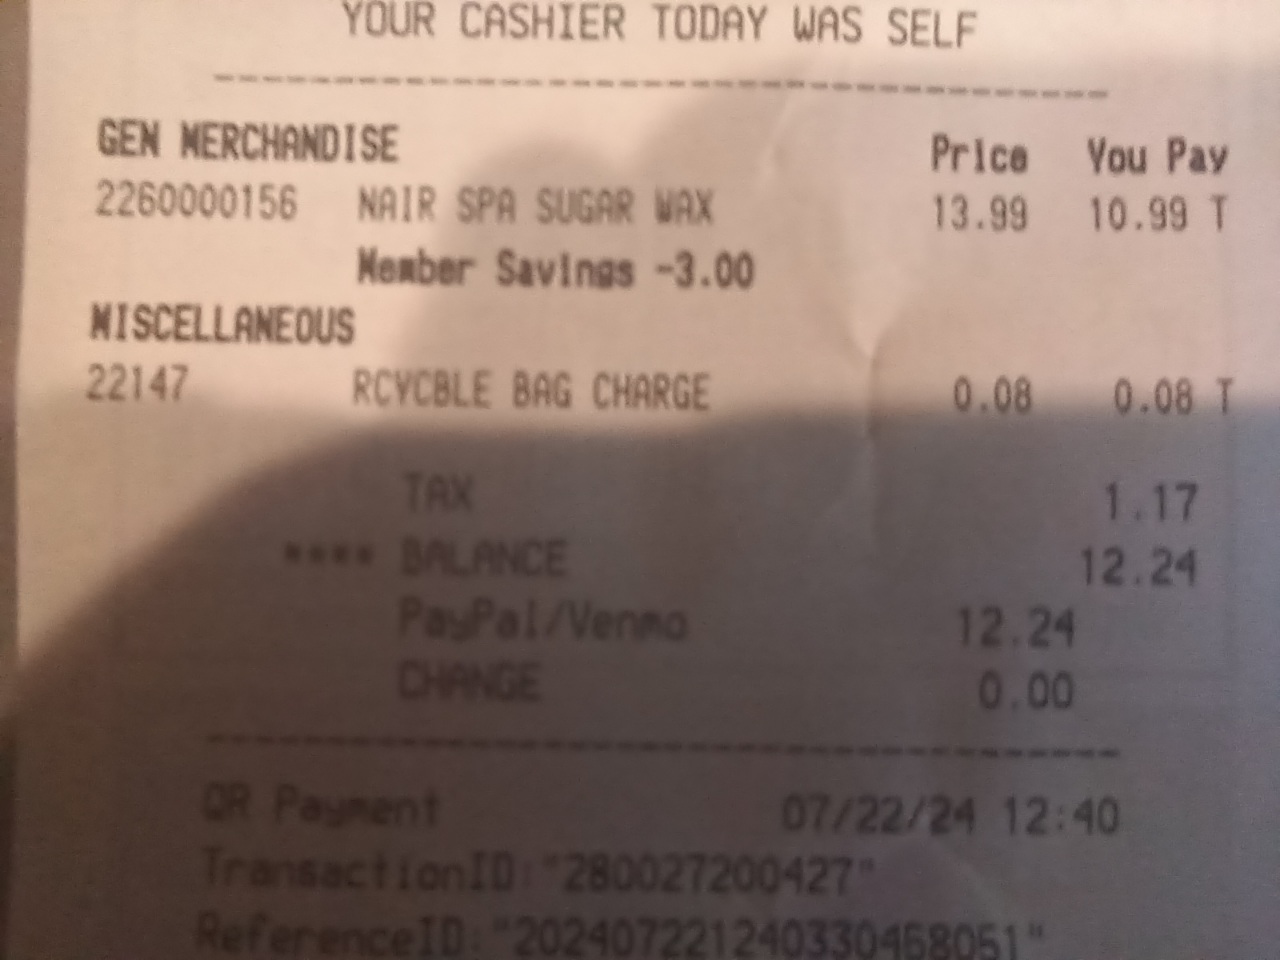 YOUR CASHIER TODAY WAS SELF
GEN MERCHANDISE Price You Pay
2260000156 NAIR SPA SUGAR WAX 13.99 10.99 T
Member Savings -3.00
MISCELLANEOUS
22147 RCYCBLE BAG CHARGE 0.08 0.08 T
TAX 1.17
**** BALANCE 12.24
PayPal/Venmo 12.24
CHANGE 0.00
QR Payment 07/22/24 12:40
TransactionID:"280027200427"
ReferenceID:"202407221240330468051"